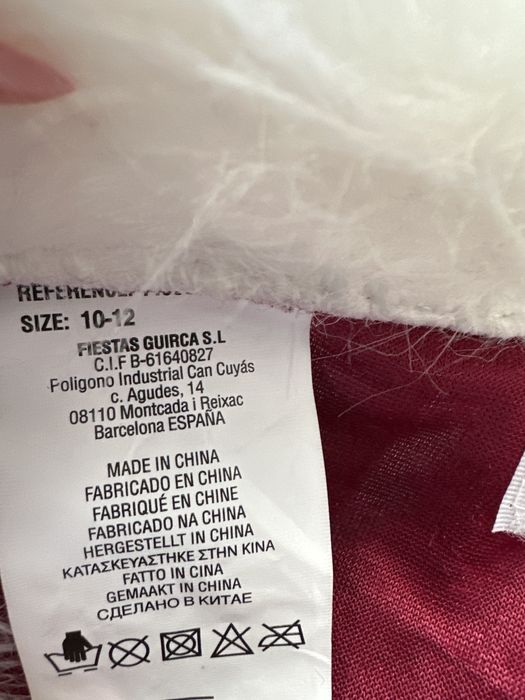 SIZE: 10-12
FIESTAS GUIRCA S.L
C.I.F B-61640827
Foligono Industrial Can Cuyás
c. Agudes, 14
08110 Montcada i Reixac
Barcelona ESPAÑA
MADE IN CHINA
FABRICADO EN CHINA
FABRIQUÉ EN CHINE
FABRICADO NA CHINA
HERGESTELLT IN CHINA
ΚΑΤΑΣΚΕΥΑΣΤΗΚΕ ΣΤΗΝ ΚΙΝΑ
FATTO IN CINA
GEMAAKT IN CHINA
СДЕЛАНО В КИТАЕ